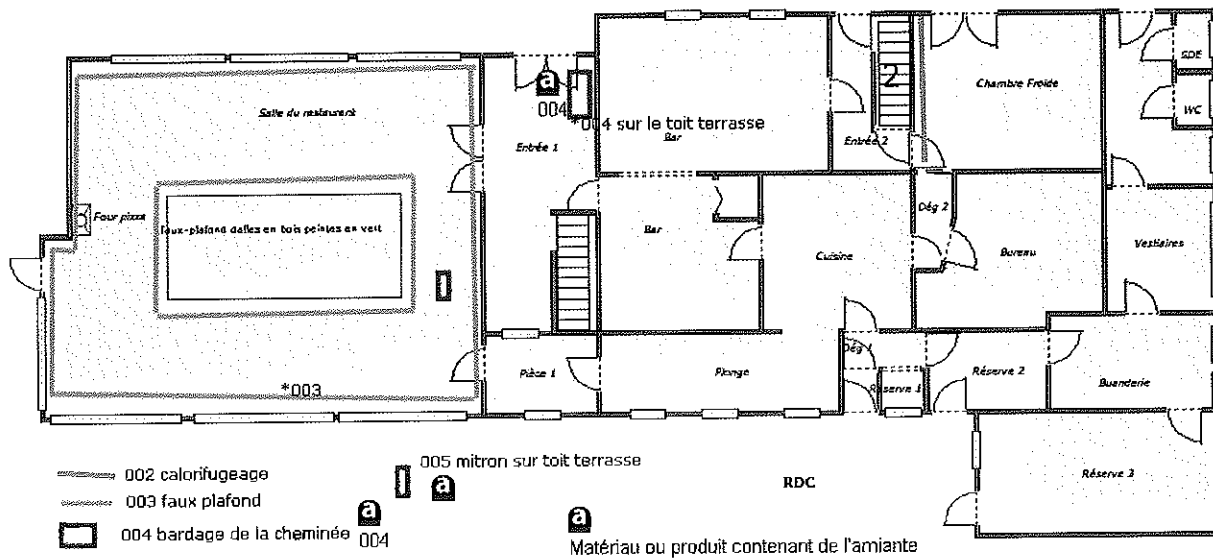 SDE
Chambre Froide
2
Salle du restaurant
a
004
WC
*004 sur le toit terrasse
Bar
Entrée 1
Entrée 2
Dég 2
Four pizza
faux-plafond dalles en bois peintes en vert
Bar
Cuisine
Bureau
Vestiaires
Dég 1
Pièce 1
Plonge
Réserve 1
Réserve 2
Buanderie
*003
002 calorifugeage
003 faux plafond
004 bardage de la cheminée
a
004
005 mitron sur toit terrasse
a
RDC
Réserve 3
a
Matériau ou produit contenant de l'amiante